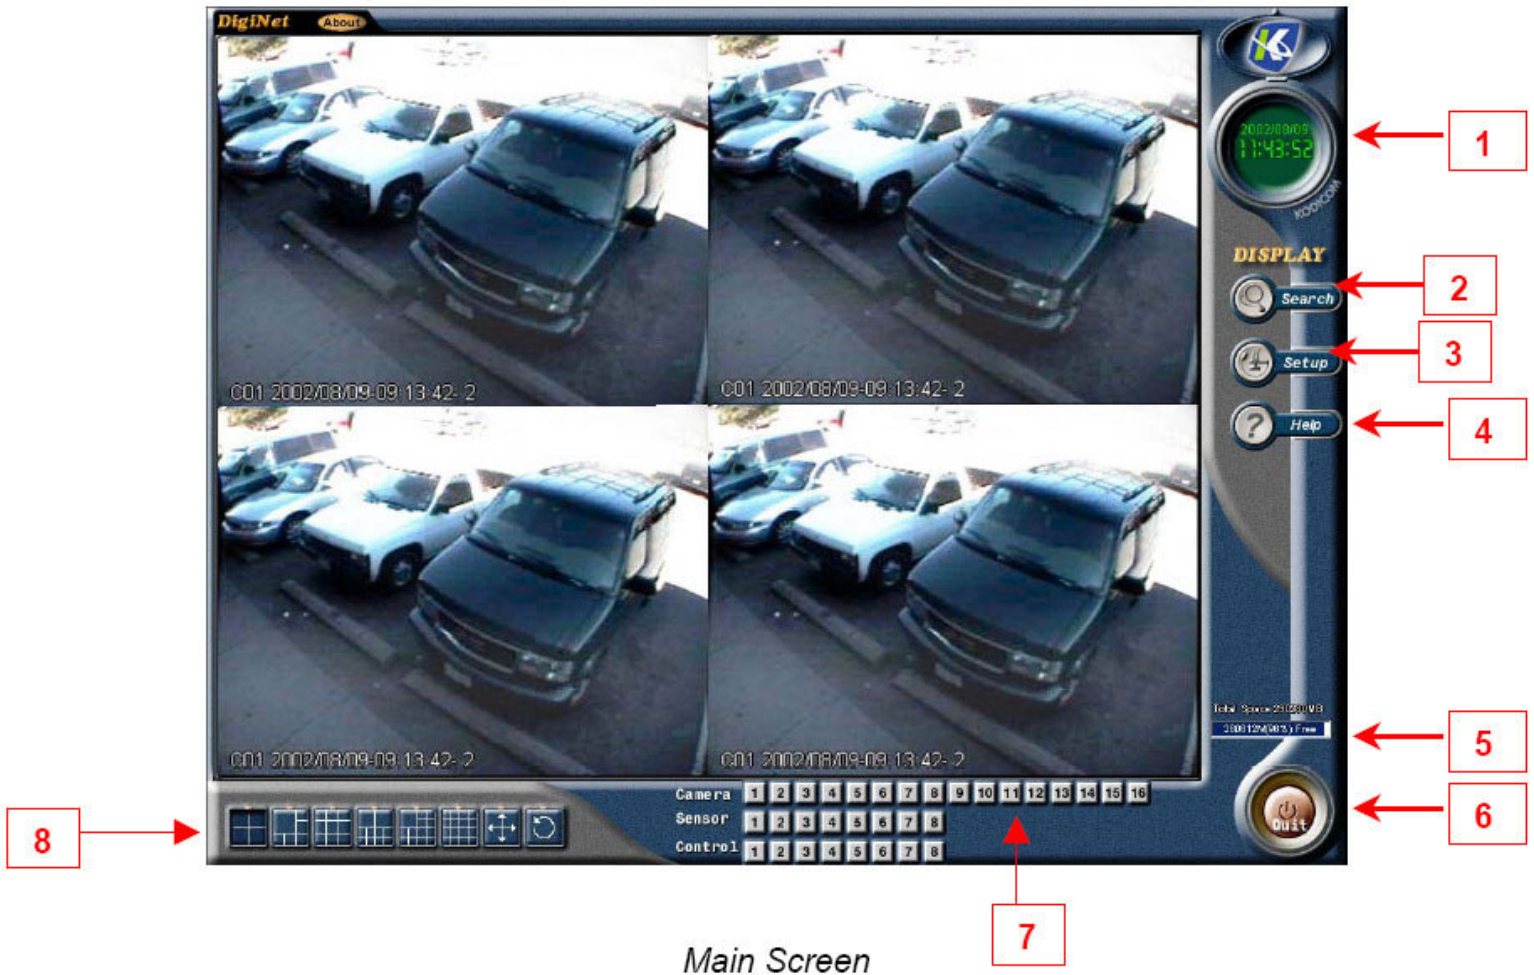 DigiNet About
2002/08/09
11:43:52
KODICOM
1
DISPLAY
Search
2
Setup
3
Help
4
C01 2002/08/09-09:13:42- 2
C01 2002/08/09-09:13:42- 2
C01 2002/08/09-09:13:42- 2
C01 2002/08/09-09:13:42- 2
Total Space
Free
5
Quit
6
Camera 1 2 3 4 5 6 7 8 9 10 11 12 13 14 15 16
Sensor 1 2 3 4 5 6 7 8
Control 1 2 3 4 5 6 7 8
8
7
Main Screen